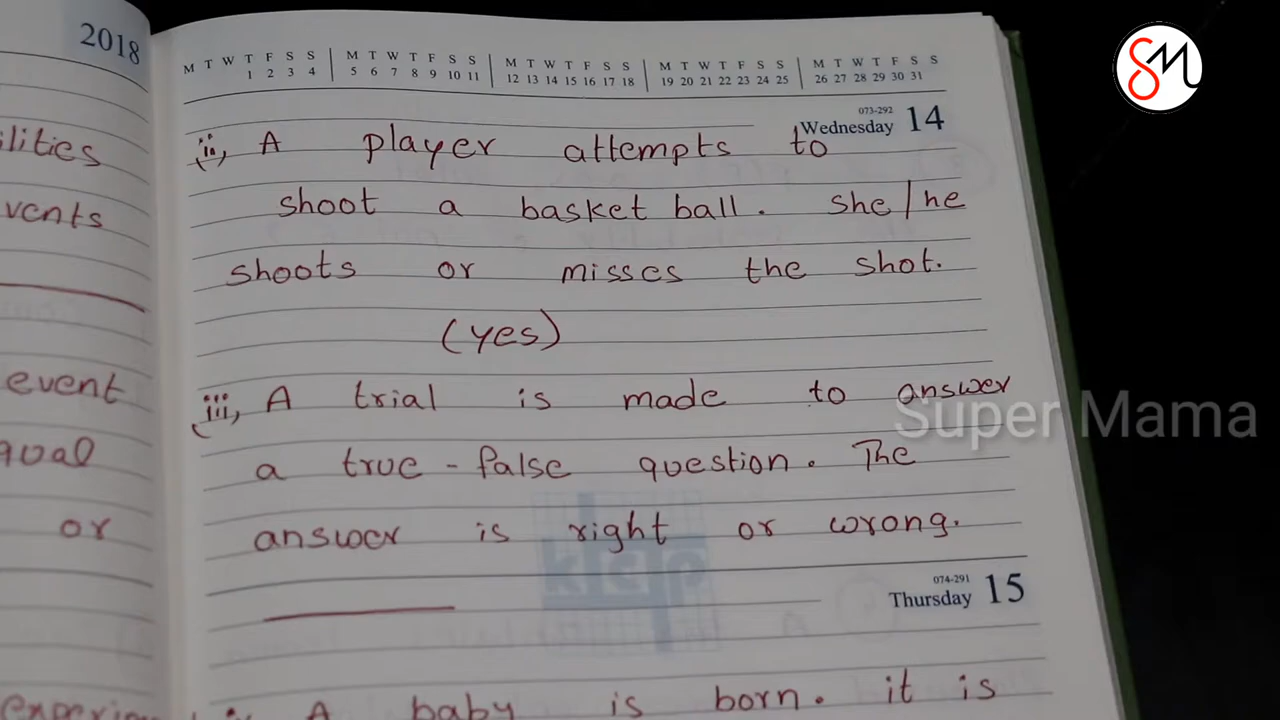 2018
M T W T F S S M T W T F S S M T W T F S S M T W T F S S M T W T F S S
1 2 3 4 5 6 7 8 9 10 11 12 13 14 15 16 17 18 19 20 21 22 23 24 25 26 27 28 29 30 31
SM
073-292
Wednesday 14
ilities
vents
event
qual
or
(ii, A player attempts to
shoot a basket ball. she/he
shoots or misses the shot.
(yes)
(iii, A trial is made to answer
a true - false question. The
answer is right or wrong.
Super Mama
074-291
Thursday 15
A baby is born. it is